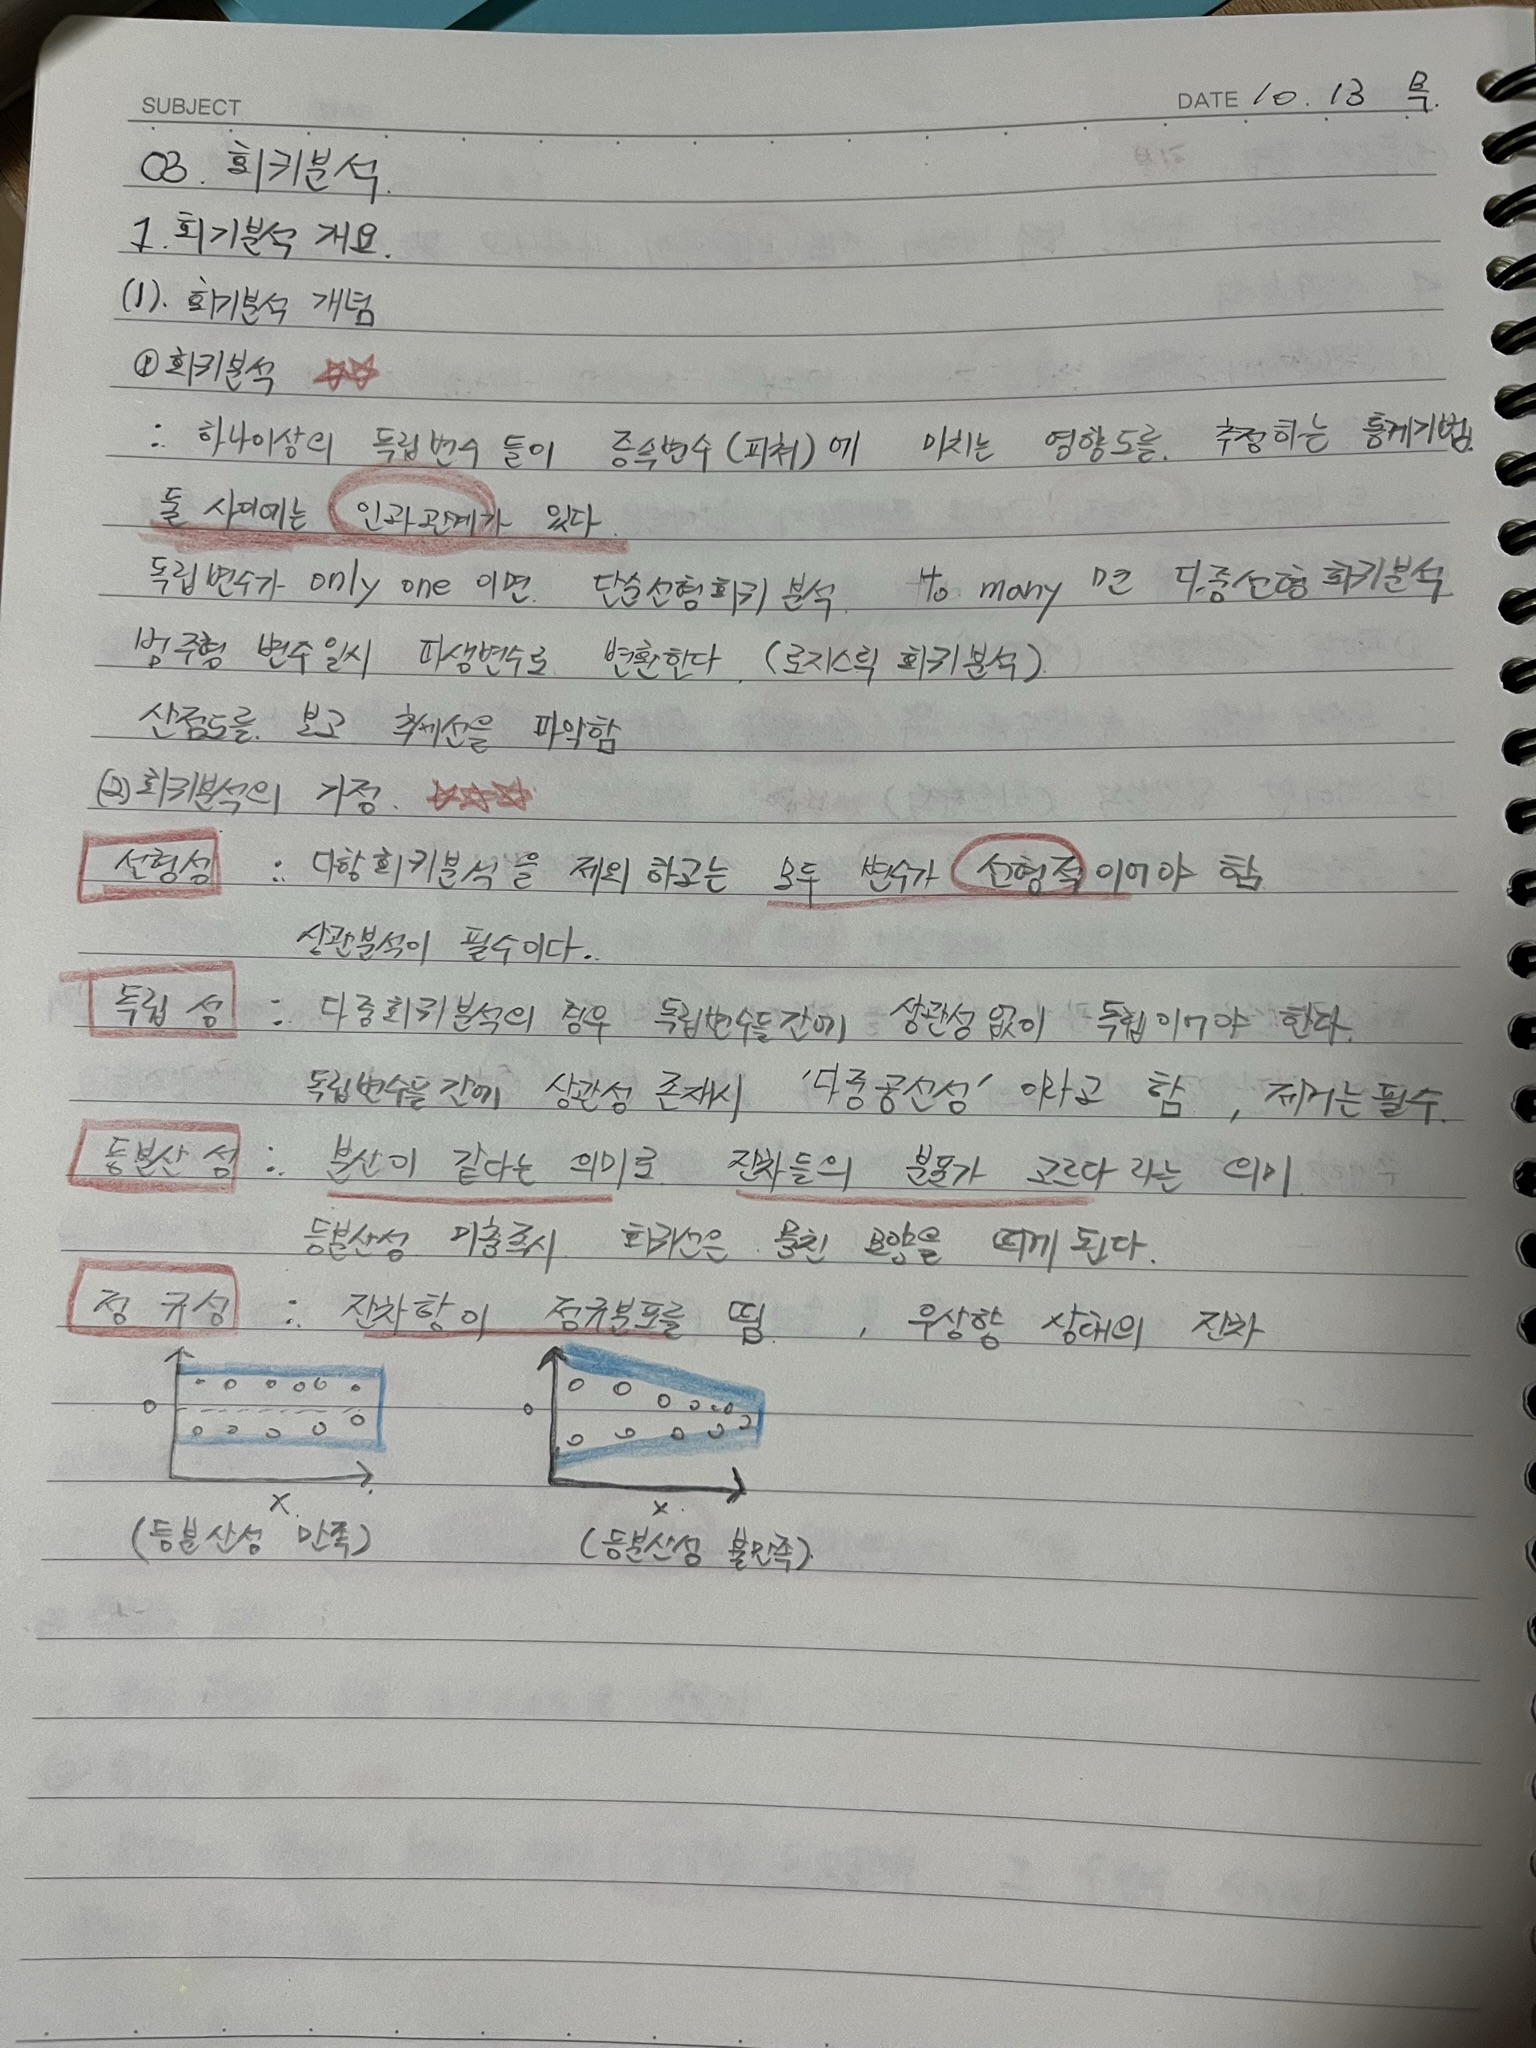 SUBJECT
DATE 10. 13 목.
03. 회키분석.
1. 회기분석 개요.
(1). 회기분석 개념
① 회키분석
: 하나이상의 독립변수 들이 종속변수(피처)에 미치는 영향도를 추정하는 통계기법.
둘 사이에는 인과관계가 있다.
독립변수가 only one 이면 단순선형회키 분석. to many 면 다중선형회키분석
범주형 변수일시 파생변수로 변환한다. (로지스틱 회키분석).
산점도를 보고 추세선을 파악함
(2) 회키분석의 가정.
선형성 : 다항회키분석을 제외 하고는 모두 변수가 선형적이어야 함
상관분석이 필수이다.
독립성 : 다중회키분석의 경우 독립변수들간에 상관성없이 독립이어야 한다.
독립변수들간에 상관성 존재시 '다중공선성' 이라고 함, 제거는필수.
등분산성 : 분산이 같다는 의미로 잔차들의 분포가 고르다 라는 의미
등분산성 미충족시 회귀선은 뭉친 모양을 띄게 된다.
정규성 : 잔차항이 정규분포를 띔, 우상향 상태의 잔차
0
0
X.
x.
(등분산성 만족)
(등분산성 불만족).